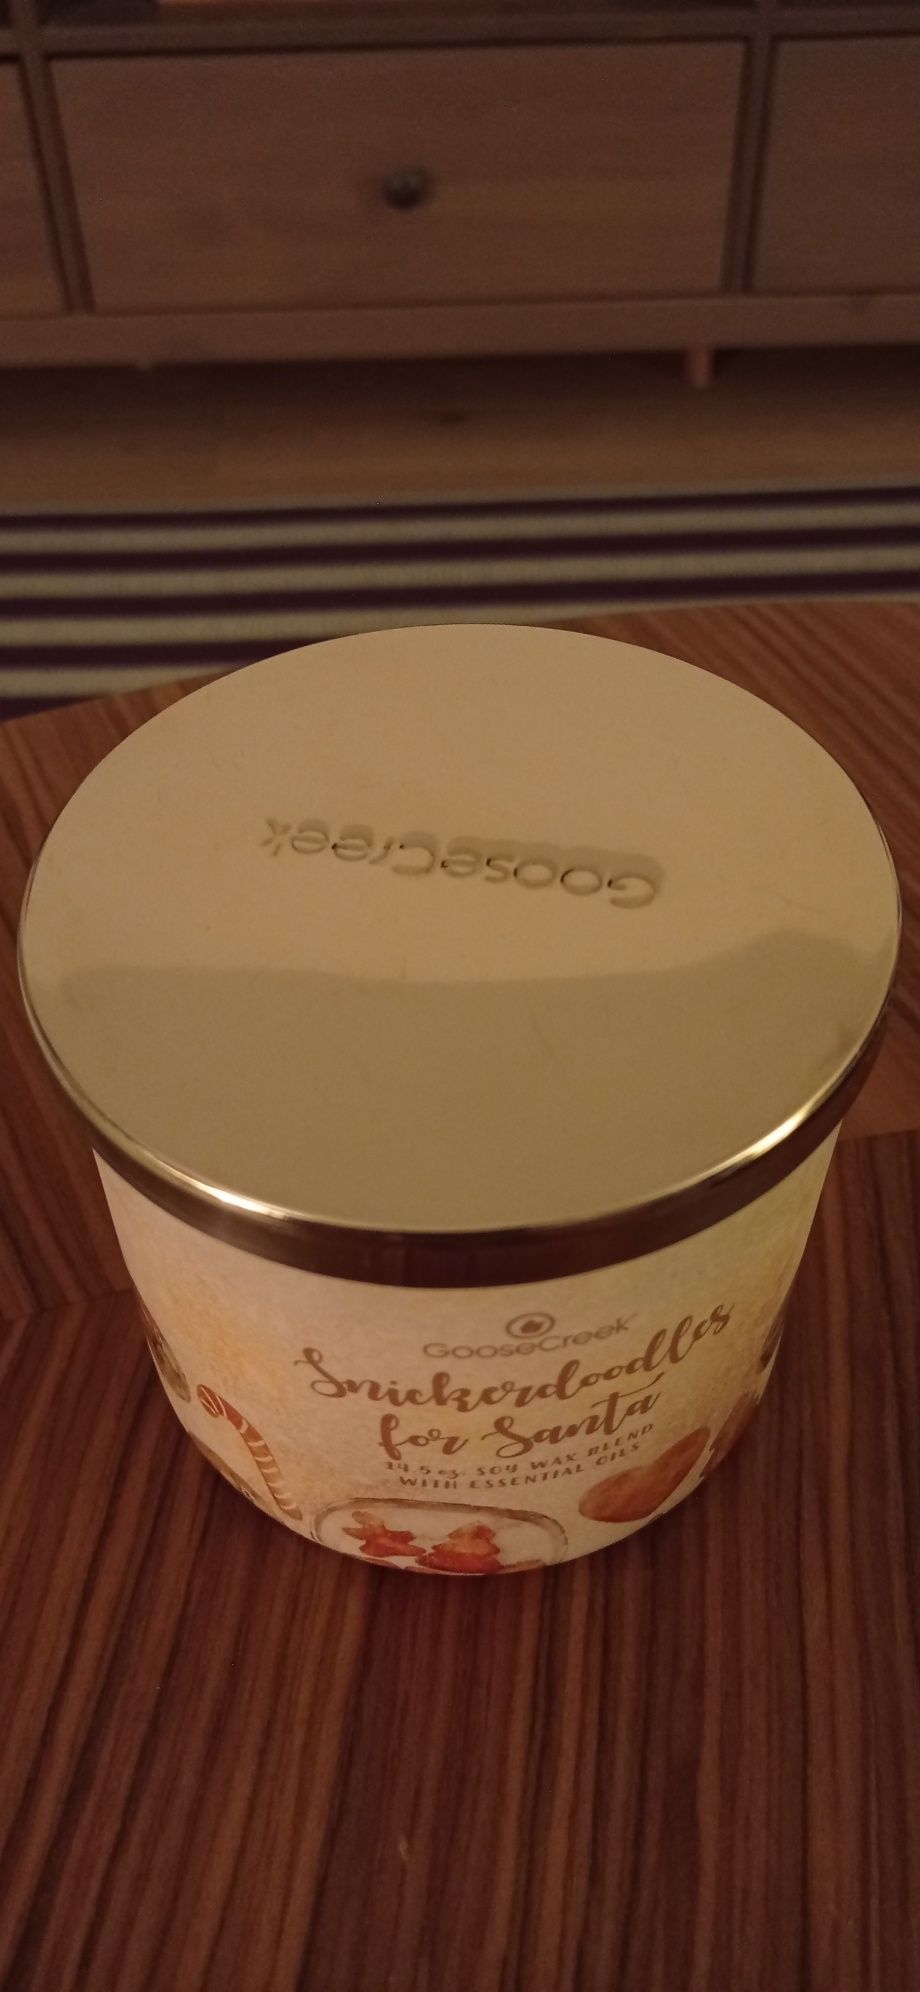 GooseCreek
GooseCreek
Snickerdoodles
for Santa
14.5 oz. SOY WAX BLEND
WITH ESSENTIAL OILS